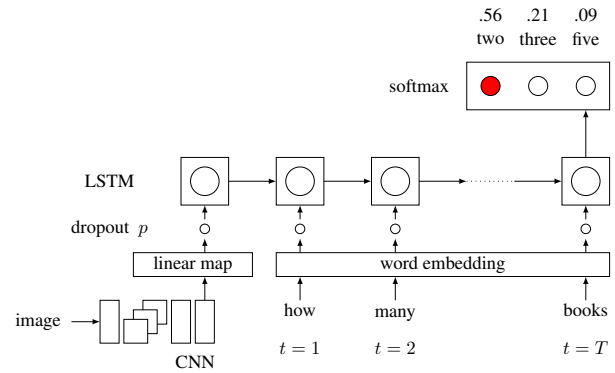 .56 .21 .09
two three five
softmax
LSTM
dropout p
linear map word embedding
how many books
image
t = 1 t = 2 t = T
CNN